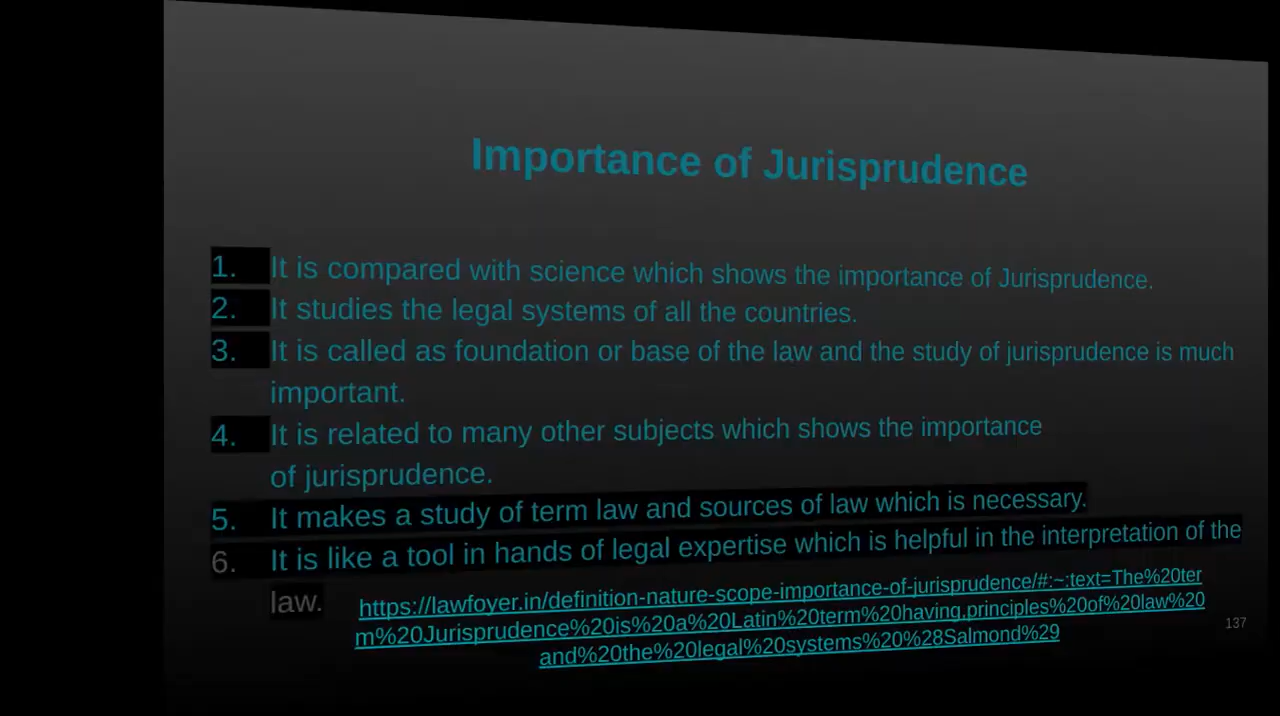 Importance of Jurisprudence
1. It is compared with science which shows the importance of Jurisprudence.
2. It studies the legal systems of all the countries.
3. It is called as foundation or base of the law and the study of jurisprudence is much
important.
4. It is related to many other subjects which shows the importance
of jurisprudence.
5. It makes a study of term law and sources of law which is necessary.
6. It is like a tool in hands of legal expertise which is helpful in the interpretation of the
law.
https://lawfoyer.in/definition-nature-scope-importance-of-jurisprudence/#:~:text=The%20ter
m%20Jurisprudence%20is%20a%20Latin%20term%20having,principles%20of%20law%20
and%20the%20legal%20systems%20%28Salmond%29
137